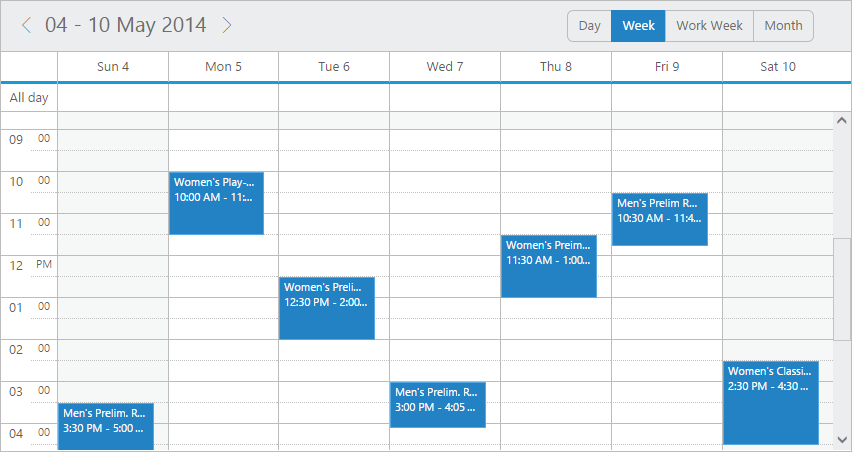 04 - 10 May 2014
Day Week Work Week Month
Sun 4 Mon 5 Tue 6 Wed 7 Thu 8 Fri 9 Sat 10
All day
09 00
10 00
Women's Play-...
10:00 AM - 11:...
Men's Prelim R...
10:30 AM - 11:4...
11 00
Women's Preim...
11:30 AM - 1:00...
12 PM
Women's Preli...
12:30 PM - 2:00...
01 00
02 00
Women's Classi...
2:30 PM - 4:30 ...
03 00
Men's Prelim. R...
3:00 PM - 4:05 ...
Men's Prelim. R...
3:30 PM - 5:00 ...
04 00